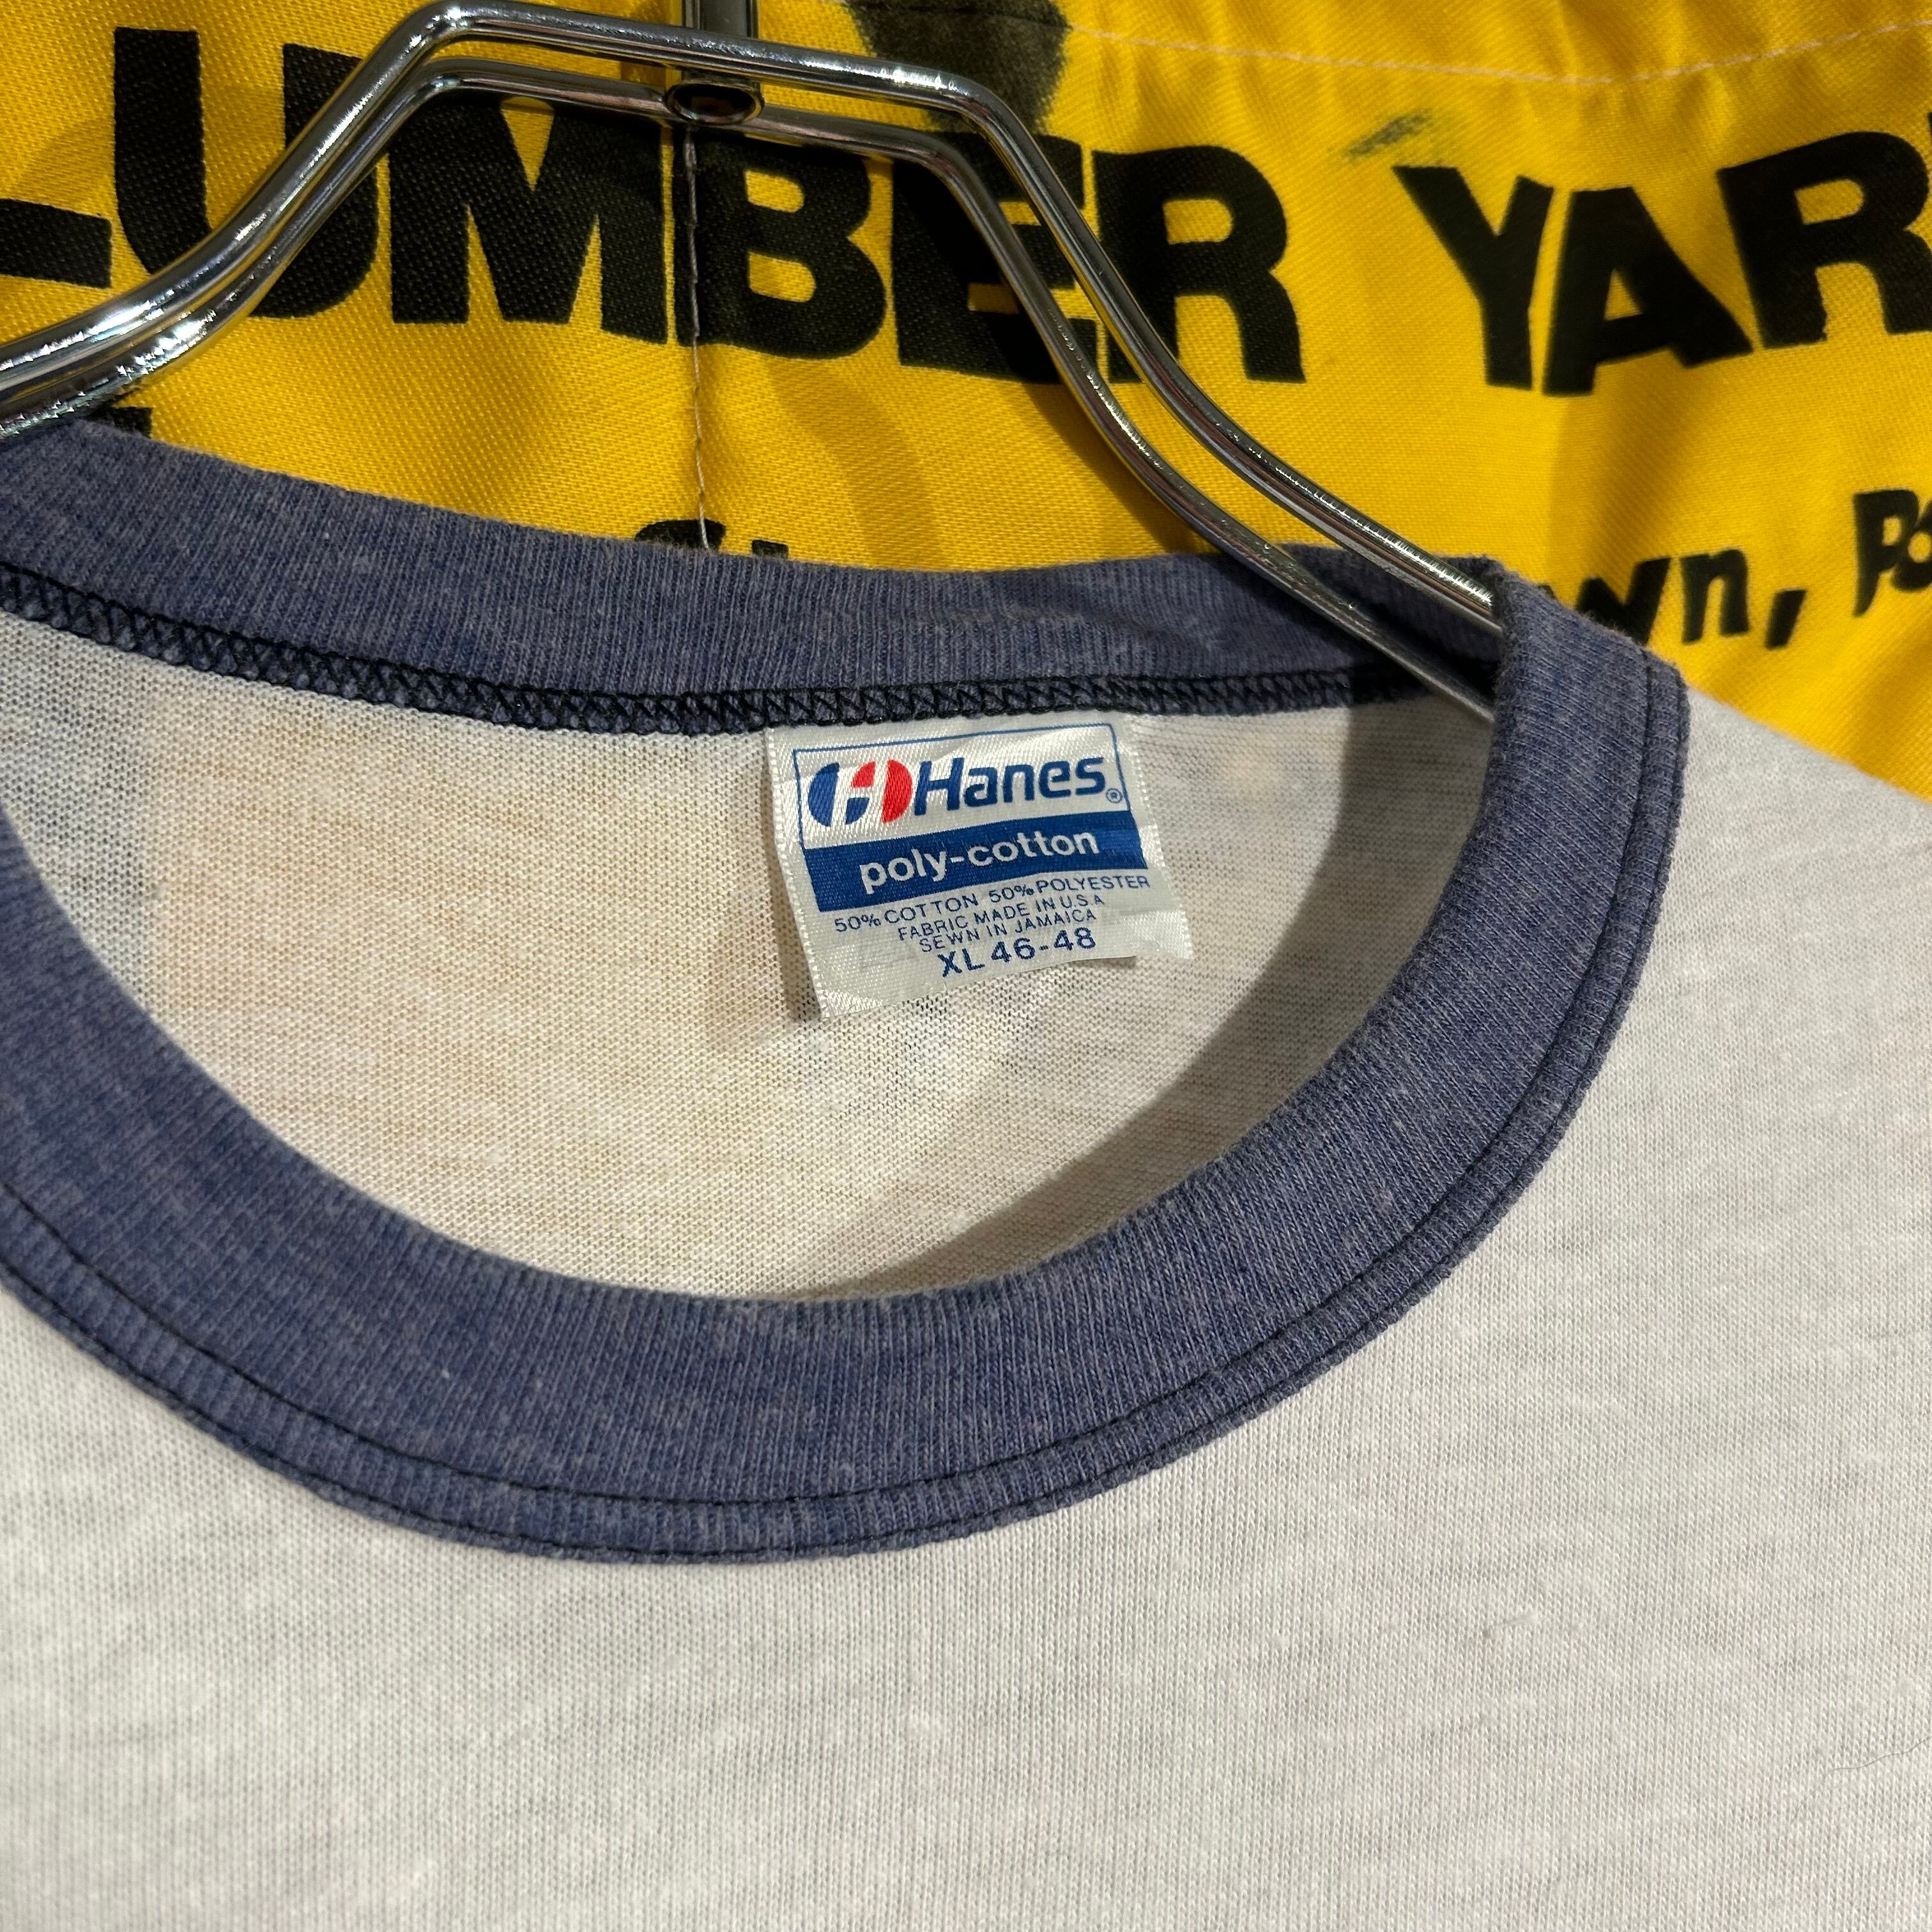 LUMBER YAR
wn,
Hanes®
poly-cotton
50% COTTON 50% POLYESTER
FABRIC MADE IN U.S.A
SEWN IN JAMAICA
XL 46-48